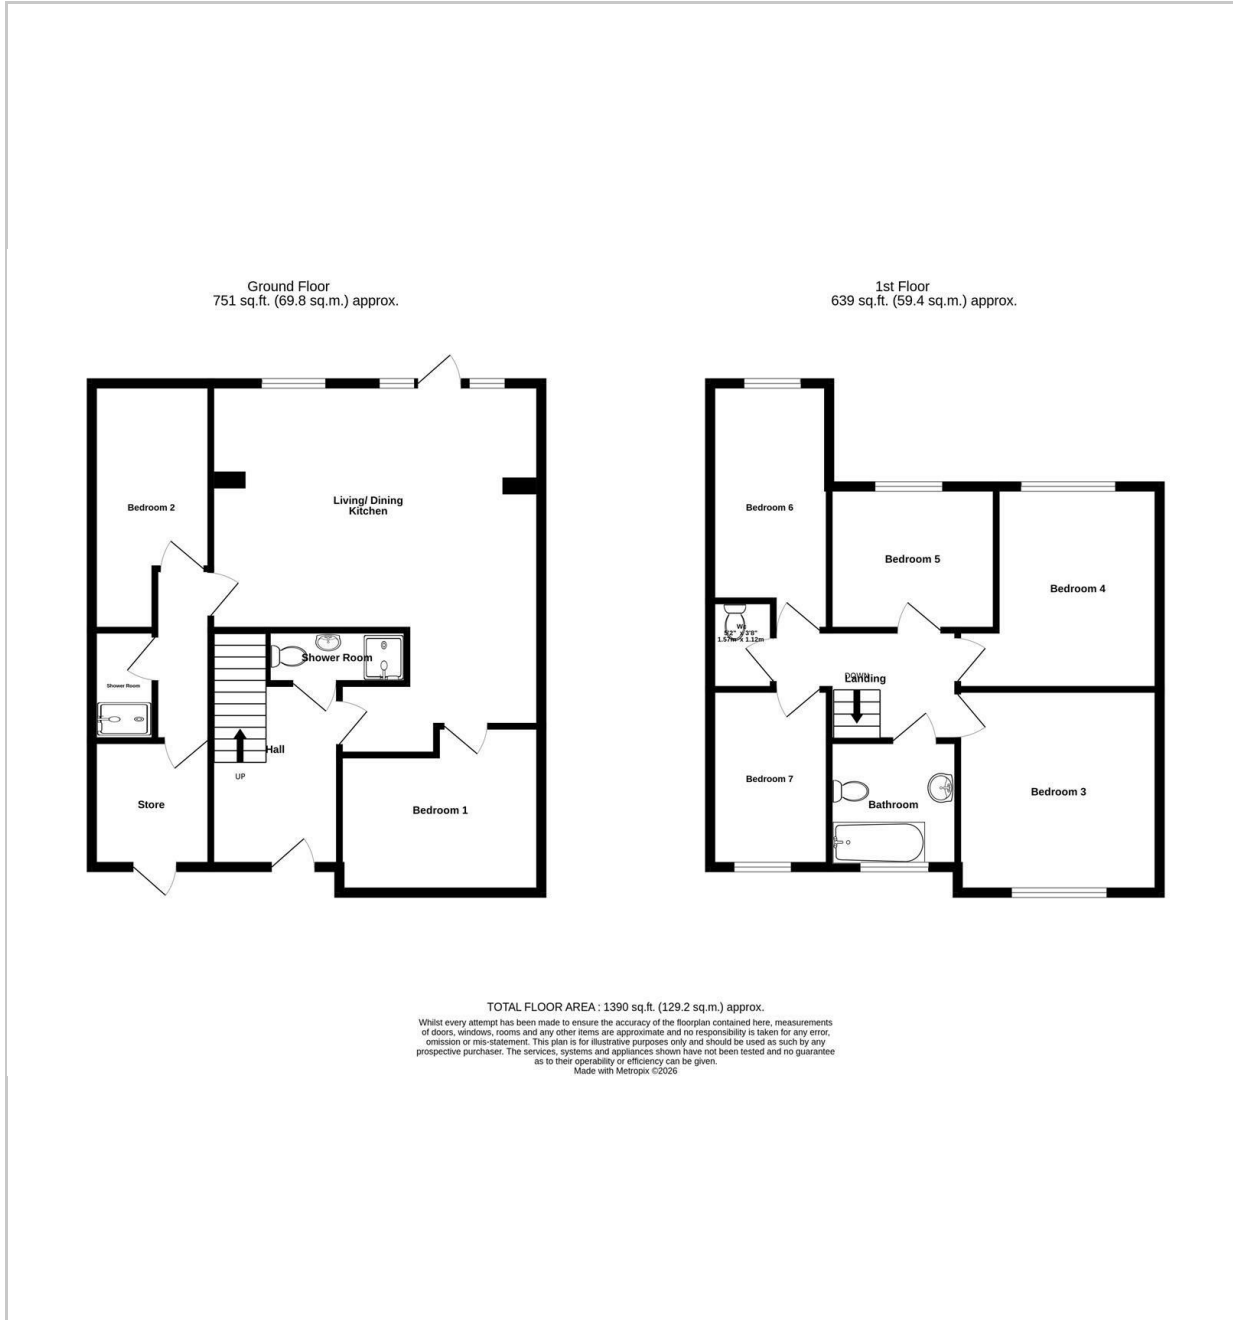 Ground Floor
751 sq.ft. (69.8 sq.m.) approx.
1st Floor
639 sq.ft. (59.4 sq.m.) approx.
Bedroom 2
Living/ Dining
Kitchen
Shower Room
Shower Room
Hall
UP
Store
Bedroom 1
Bedroom 6
Bedroom 5
Bedroom 4
Wc
5'2" x 3'8"
1.57m x 1.12m
DOWN
Landing
Bedroom 7
Bathroom
Bedroom 3
TOTAL FLOOR AREA : 1390 sq.ft. (129.2 sq.m.) approx.
Whilst every attempt has been made to ensure the accuracy of the floorplan contained here, measurements
of doors, windows, rooms and any other items are approximate and no responsibility is taken for any error,
omission or mis-statement. This plan is for illustrative purposes only and should be used as such by any
prospective purchaser. The services, systems and appliances shown have not been tested and no guarantee
as to their operability or efficiency can be given.
Made with Metropix ©2026